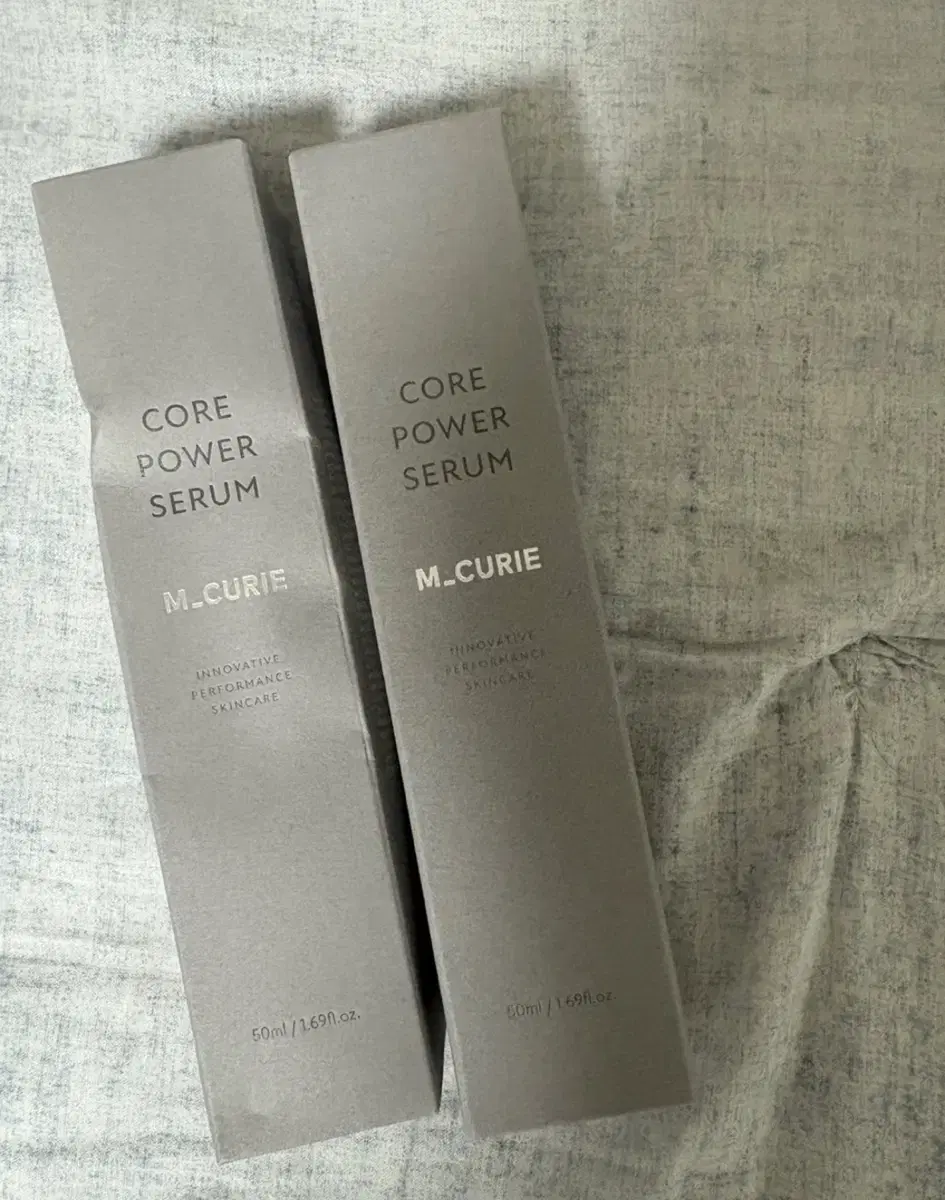 CORE
POWER
SERUM
M_CURIE
INNOVATIVE
PERFORMANCE
SKINCARE
50ml / 1.69fl.oz.
CORE
POWER
SERUM
M_CURIE
INNOVATIVE
PERFORMANCE
SKINCARE
50ml / 1.69fl.oz.